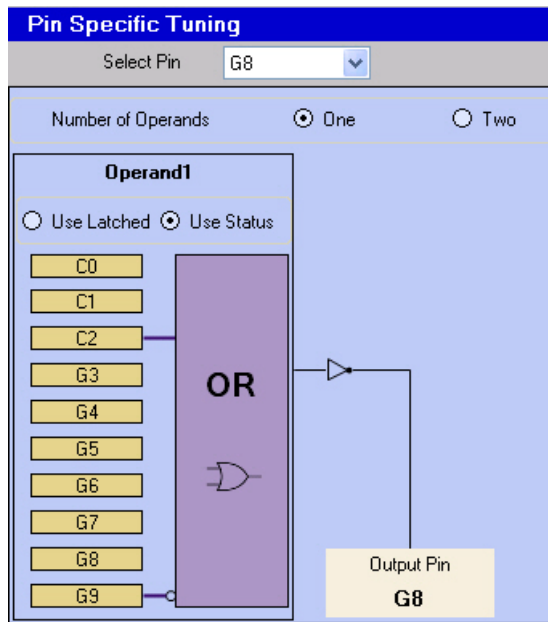 Pin Specific Tuning
Select Pin G8
Number of Operands One Two
Operand1
Use Latched Use Status
C0
C1
C2
G3
G4
G5
G6
G7
G8
G9
OR
Output Pin
G8